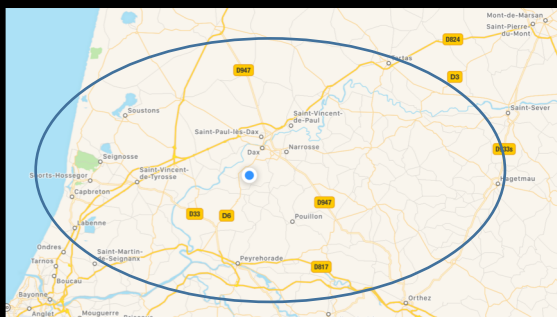 Mont-de-Marsan
Saint-Pierre-
du-Mont
D824
Tartas
D947
D3
Soustons
Saint-Vincent-
de-Paul
Saint-Sever
Saint-Paul-lès-Dax
Dax
Narrosse
D933s
Seignosse
Soorts-Hossegor
Saint-Vincent-
de-Tyrosse
Hagetmau
Capbreton
D947
D33
D6
Pouillon
Labenne
Ondres
Saint-Martin-
de-Seignanx
Peyrehorade
D817
Tarnos
Boucau
Bayonne
Orthez
Anglet
Mouguerre